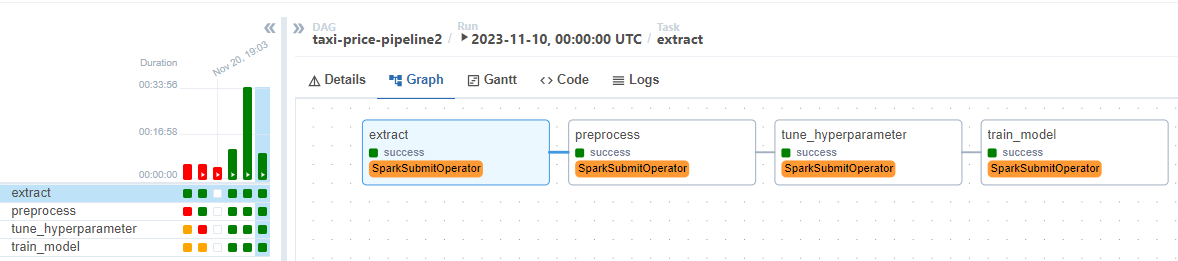 DAG
taxi-price-pipeline2 /
Run
2023-11-10, 00:00:00 UTC /
Task
extract
Details
Graph
Gantt
Code
Logs
Nov 20, 19:03
Duration
00:33:56
00:16:58
00:00:00
extract
preprocess
tune_hyperparameter
train_model
extract
success
SparkSubmitOperator
preprocess
success
SparkSubmitOperator
tune_hyperparameter
success
SparkSubmitOperator
train_model
success
SparkSubmitOperator